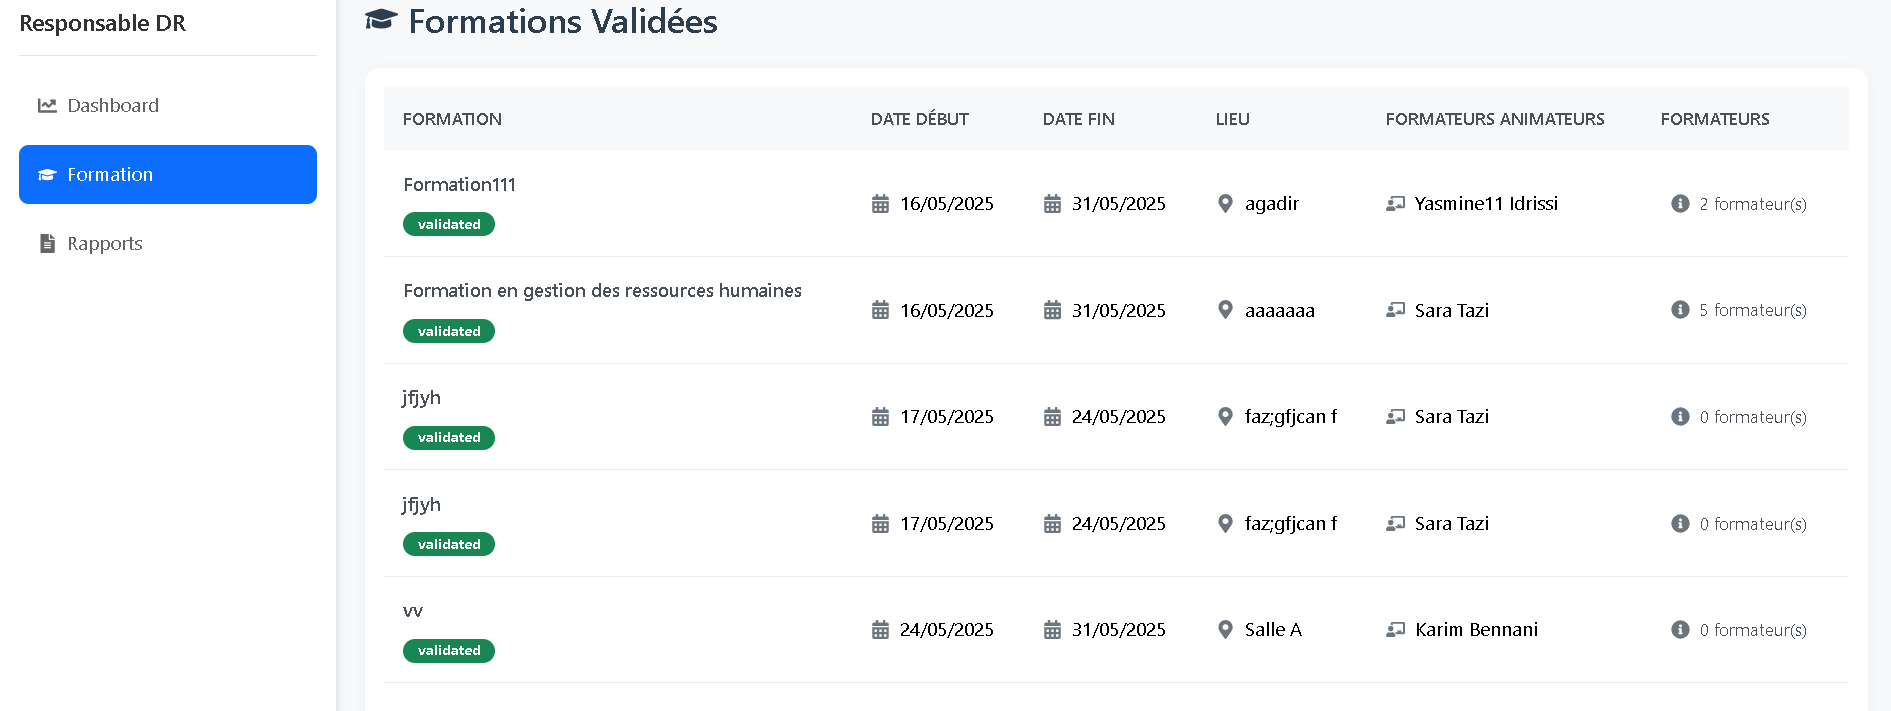 Responsable DR
Dashboard
Formation
Rapports
Formations Validées
FORMATION DATE DÉBUT DATE FIN LIEU FORMATEURS ANIMATEURS FORMATEURS
Formation111
validated
16/05/2025 31/05/2025 agadir Yasmine11 Idrissi 2 formateur(s)
Formation en gestion des ressources humaines
validated
16/05/2025 31/05/2025 aaaaaaa Sara Tazi 5 formateur(s)
jfjyh
validated
17/05/2025 24/05/2025 faz;gfjcan f Sara Tazi 0 formateur(s)
jfjyh
validated
17/05/2025 24/05/2025 faz;gfjcan f Sara Tazi 0 formateur(s)
vv
validated
24/05/2025 31/05/2025 Salle A Karim Bennani 0 formateur(s)